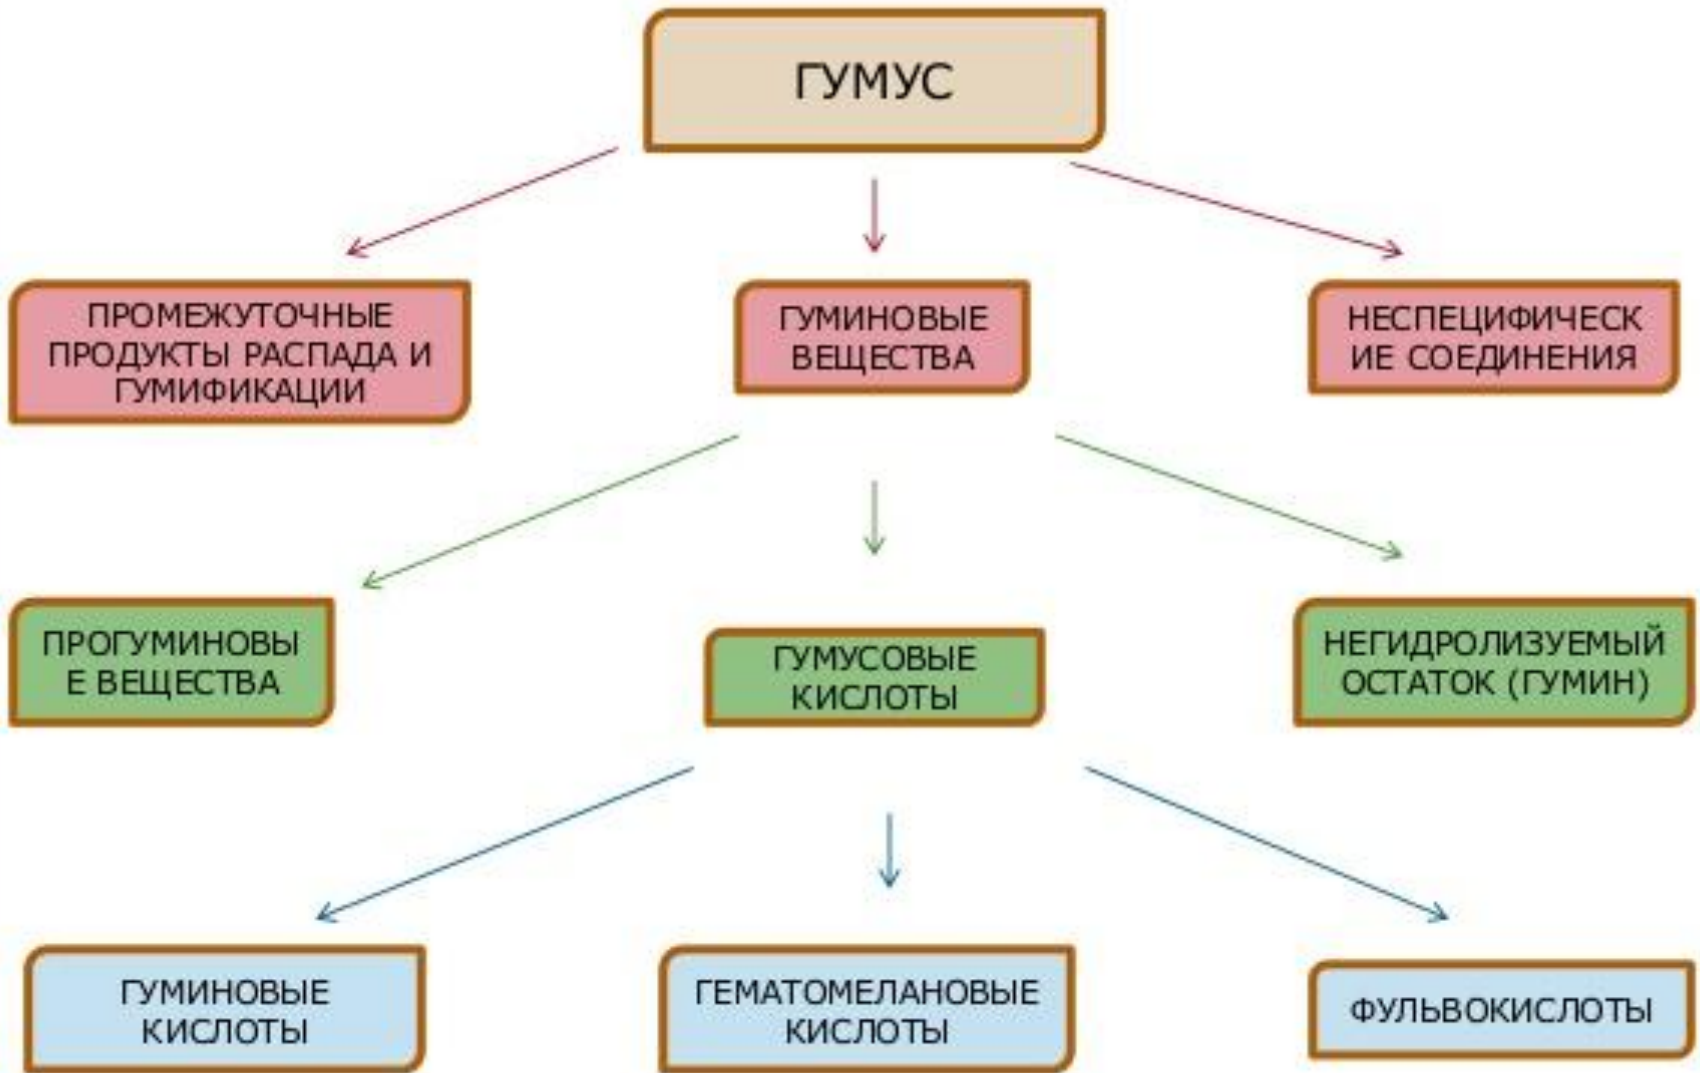 ГУМУС
ПРОМЕЖУТОЧНЫЕ
ПРОДУКТЫ РАСПАДА И
ГУМИФИКАЦИИ
ГУМИНОВЫЕ
ВЕЩЕСТВА
НЕСПЕЦИФИЧЕСК
ИЕ СОЕДИНЕНИЯ
ПРОГУМИНОВЫ
Е ВЕЩЕСТВА
ГУМУСОВЫЕ
КИСЛОТЫ
НЕГИДРОЛИЗУЕМЫЙ
ОСТАТОК (ГУМИН)
ГУМИНОВЫЕ
КИСЛОТЫ
ГЕМАТОМЕЛАНОВЫЕ
КИСЛОТЫ
ФУЛЬВОКИСЛОТЫ